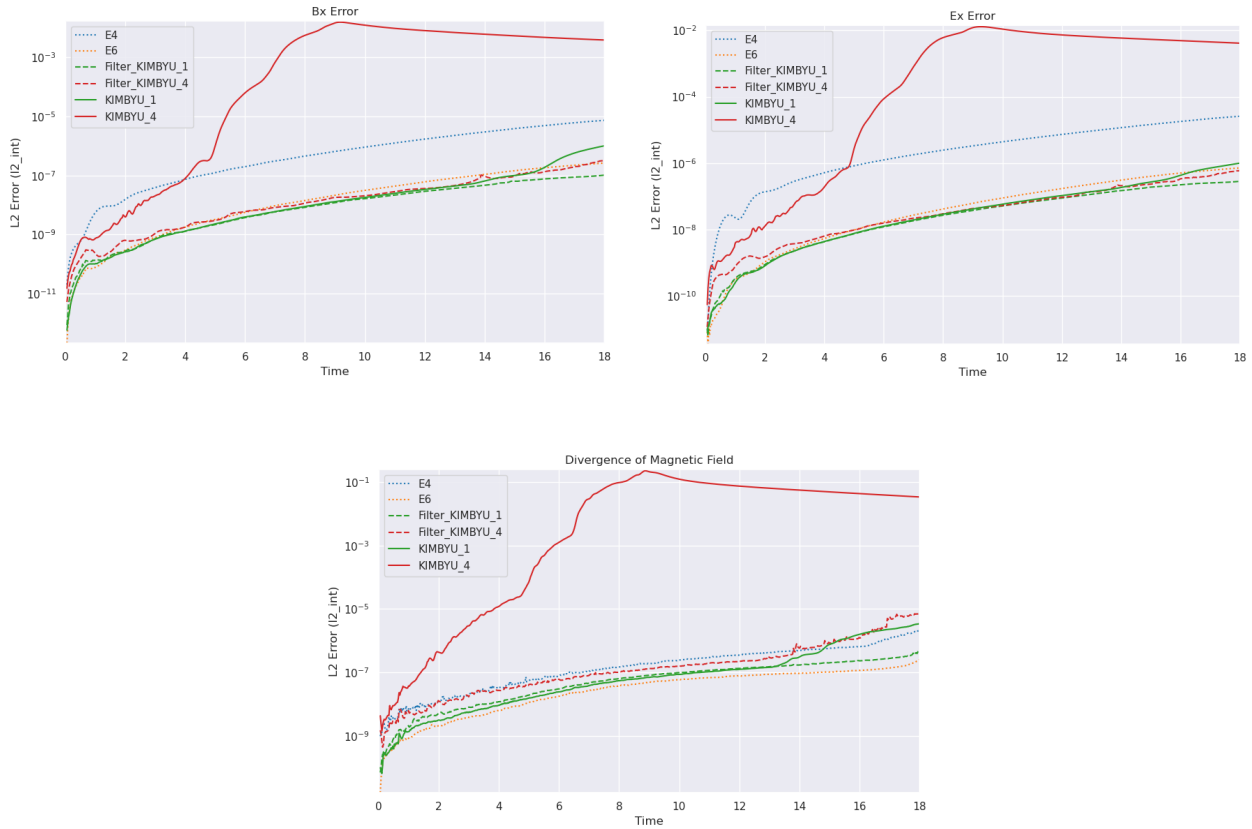 Bx Error
L2 Error (l2_int)
10⁻³
10⁻⁵
10⁻⁷
10⁻⁹
10⁻¹¹
E4
E6
Filter_KIMBYU_1
Filter_KIMBYU_4
KIMBYU_1
KIMBYU_4
0 2 4 6 8 10 12 14 16 18
Time
Ex Error
L2 Error (l2_int)
10⁻²
10⁻⁴
10⁻⁶
10⁻⁸
10⁻¹⁰
E4
E6
Filter_KIMBYU_1
Filter_KIMBYU_4
KIMBYU_1
KIMBYU_4
0 2 4 6 8 10 12 14 16 18
Time
Divergence of Magnetic Field
L2 Error (l2_int)
10⁻¹
10⁻³
10⁻⁵
10⁻⁷
10⁻⁹
E4
E6
Filter_KIMBYU_1
Filter_KIMBYU_4
KIMBYU_1
KIMBYU_4
0 2 4 6 8 10 12 14 16 18
Time